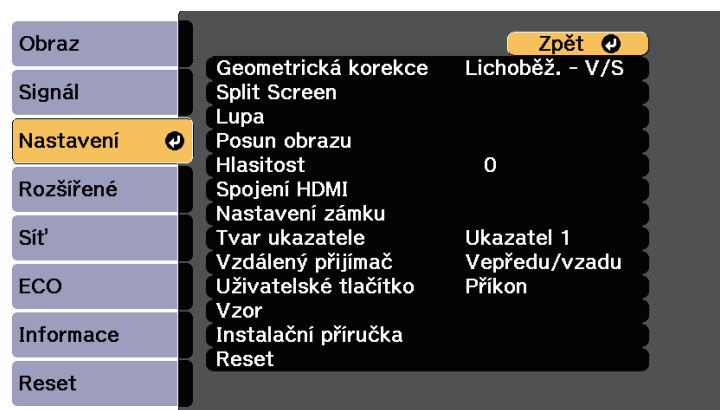 Obraz
Signál
Nastavení
Rozšířené
Síť
ECO
Informace
Reset
Zpět
Geometrická korekce Lichoběž. - V/S
Split Screen
Lupa
Posun obrazu
Hlasitost 0
Spojení HDMI
Nastavení zámku
Tvar ukazatele Ukazatel 1
Vzdálený přijímač Vepředu/vzadu
Uživatelské tlačítko Příkon
Vzor
Instalační příručka
Reset